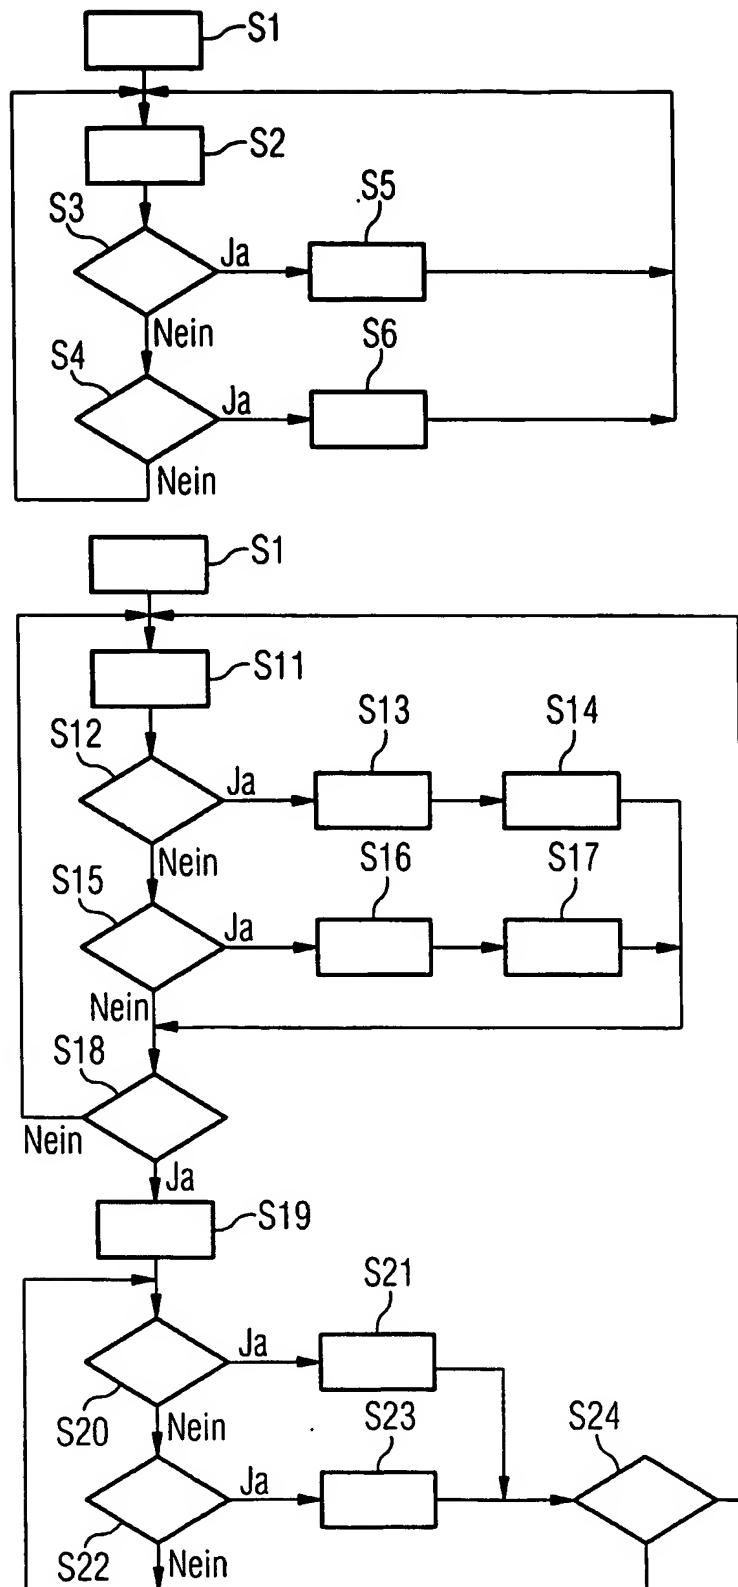 S1
S2
S3
Ja
S5
Nein
S4
Ja
S6
Nein
S1
S11
S12
Ja
S13
S14
Nein
S15
Ja
S16
S17
Nein
S18
Nein
Ja
S19
S20
Ja
S21
Nein
S22
Ja
S23
S24
Nein